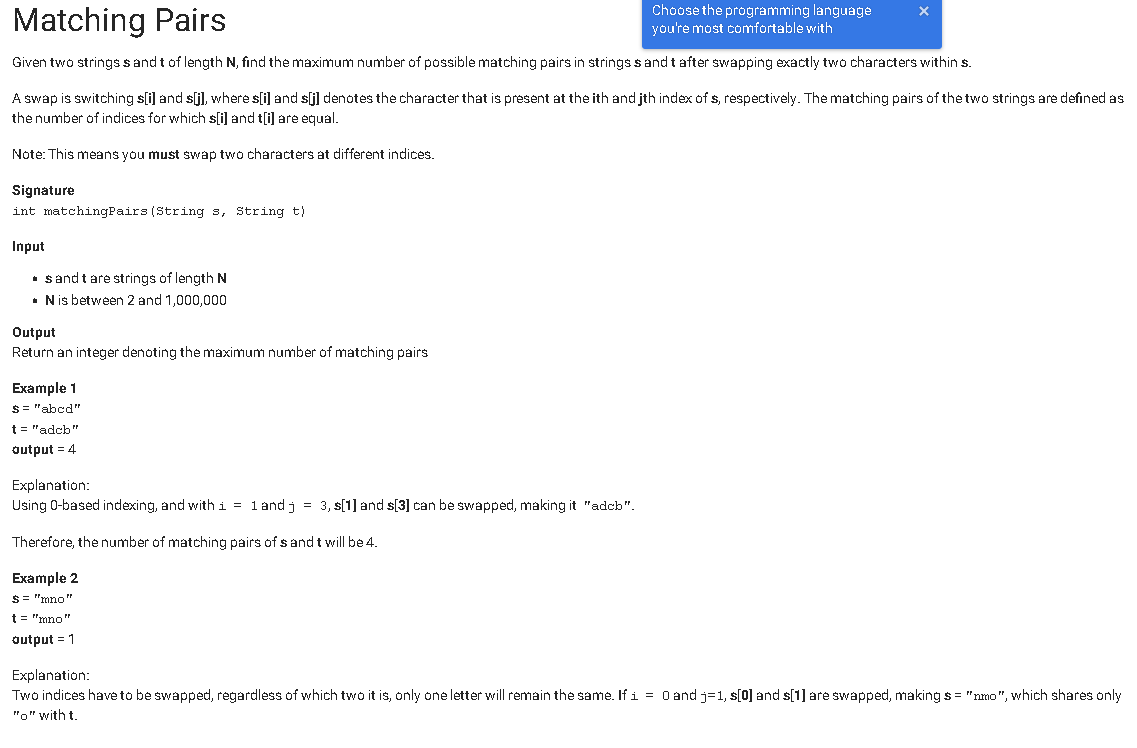 Matching Pairs
Choose the programming language
you're most comfortable with
×
Given two strings s and t of length N, find the maximum number of possible matching pairs in strings s and t after swapping exactly two characters within s.
A swap is switching s[i] and s[j], where s[i] and s[j] denotes the character that is present at the ith and jth index of s, respectively. The matching pairs of the two strings are defined as
the number of indices for which s[i] and t[i] are equal.
Note: This means you must swap two characters at different indices.
Signature
int matchingPairs(String s, String t)
Input
• s and t are strings of length N
• N is between 2 and 1,000,000
Output
Return an integer denoting the maximum number of matching pairs
Example 1
s = "abcd"
t = "adcb"
output = 4
Explanation:
Using 0-based indexing, and with i = 1 and j = 3, s[1] and s[3] can be swapped, making it "adcb".
Therefore, the number of matching pairs of s and t will be 4.
Example 2
s = "mno"
t = "mno"
output = 1
Explanation:
Two indices have to be swapped, regardless of which two it is, only one letter will remain the same. If i = 0 and j=1, s[0] and s[1] are swapped, making s = "nmo", which shares only
"o" with t.